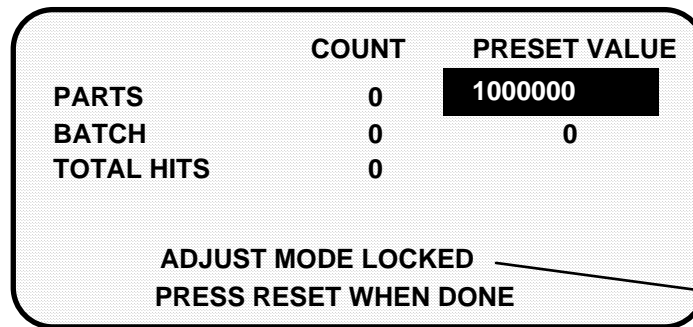 COUNT PRESET VALUE
PARTS 0 1000000
BATCH 0 0
TOTAL HITS 0
ADJUST MODE LOCKED
PRESS RESET WHEN DONE